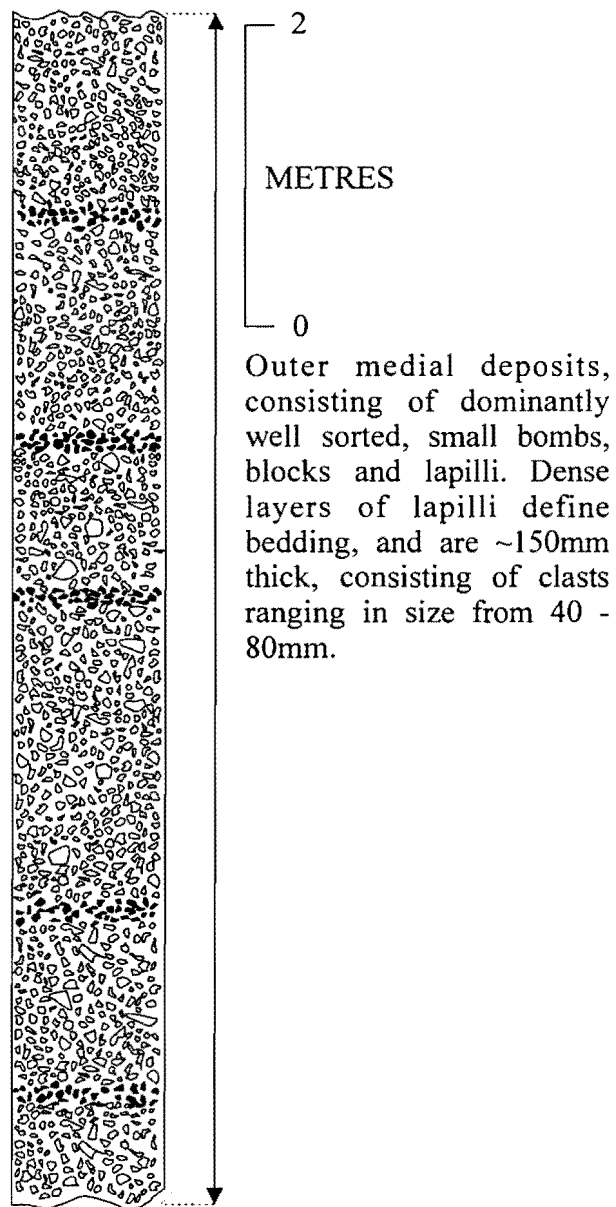 2
METRES
0
Outer medial deposits,
consisting of dominantly
well sorted, small bombs,
blocks and lapilli. Dense
layers of lapilli define
bedding, and are ~150mm
thick, consisting of clasts
ranging in size from 40 -
80mm.